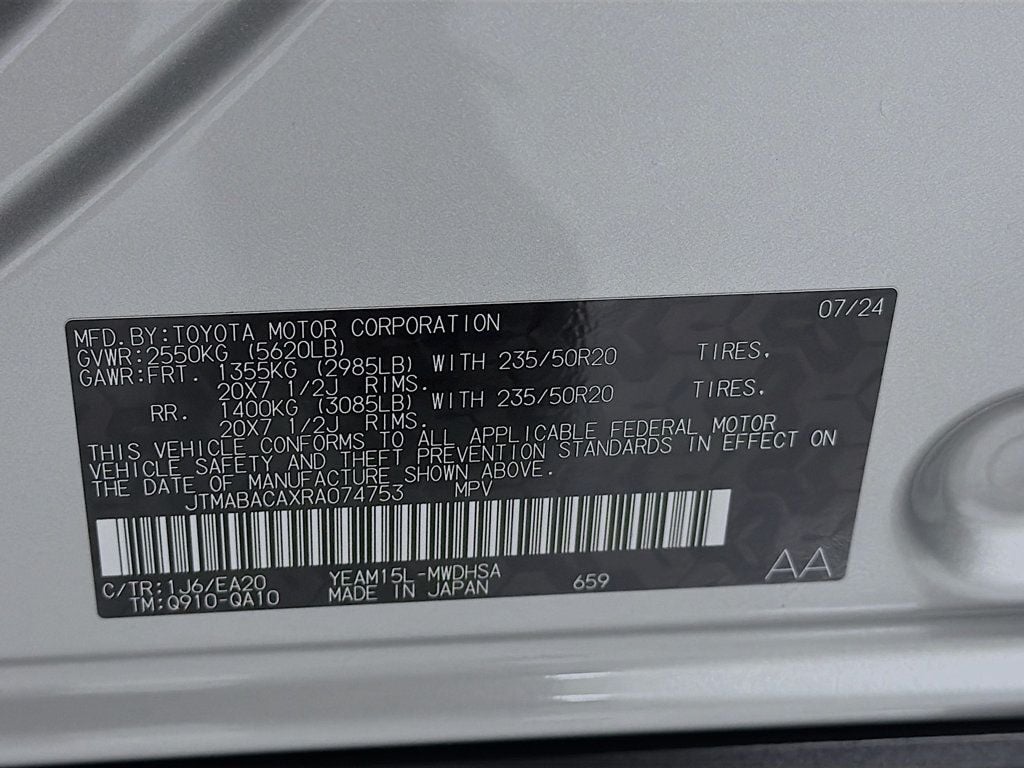 07/24
MFD. BY:TOYOTA MOTOR CORPORATION
GVWR:2550KG (5620LB)
GAWR:FRT. 1355KG (2985LB) WITH 235/50R20 TIRES,
20X7 1/2J RIMS.
RR. 1400KG (3085LB) WITH 235/50R20 TIRES,
20X7 1/2J RIMS.
THIS VEHICLE CONFORMS TO ALL APPLICABLE FEDERAL MOTOR
VEHICLE SAFETY AND THEFT PREVENTION STANDARDS IN EFFECT ON
THE DATE OF MANUFACTURE SHOWN ABOVE.
JTMABACAXRA074753 MPV
C/TR:1J6/EA20 YEAM15L-MWDHSA 659 AA
TM:Q910-QA10 MADE IN JAPAN